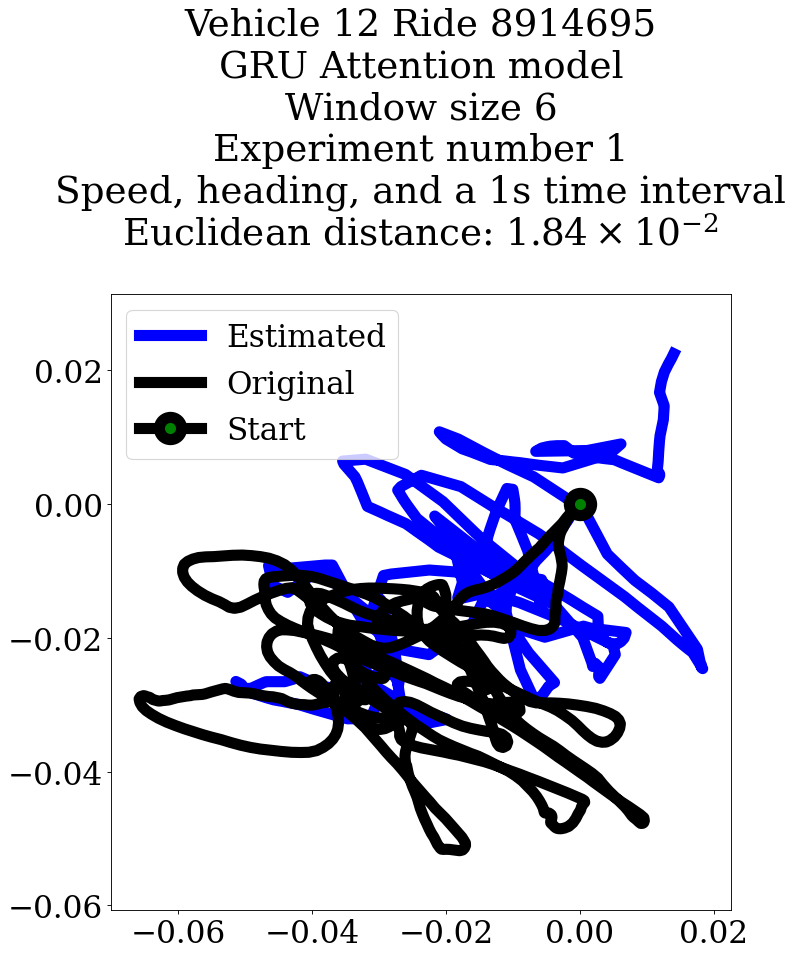 Vehicle 12 Ride 8914695
GRU Attention model
Window size 6
Experiment number 1
Speed, heading, and a 1s time interval
Euclidean distance: 1.84 × 10⁻²
Estimated
Original
Start
0.02
0.00
−0.02
−0.04
−0.06
−0.06 −0.04 −0.02 0.00 0.02